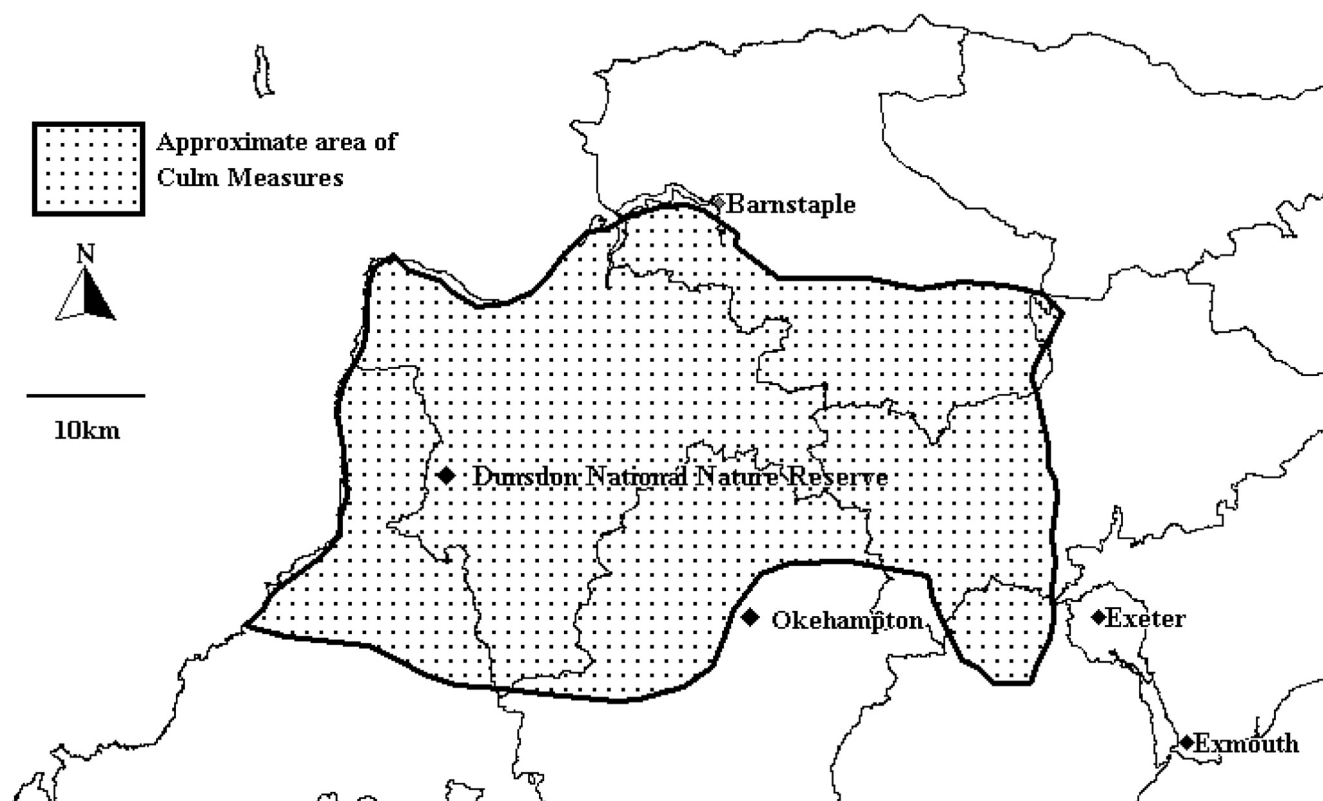 Approximate area of
Culm Measures
N
10km
Barnstaple
Dunsdon National Nature Reserve
Okehampton
Exeter
Exmouth